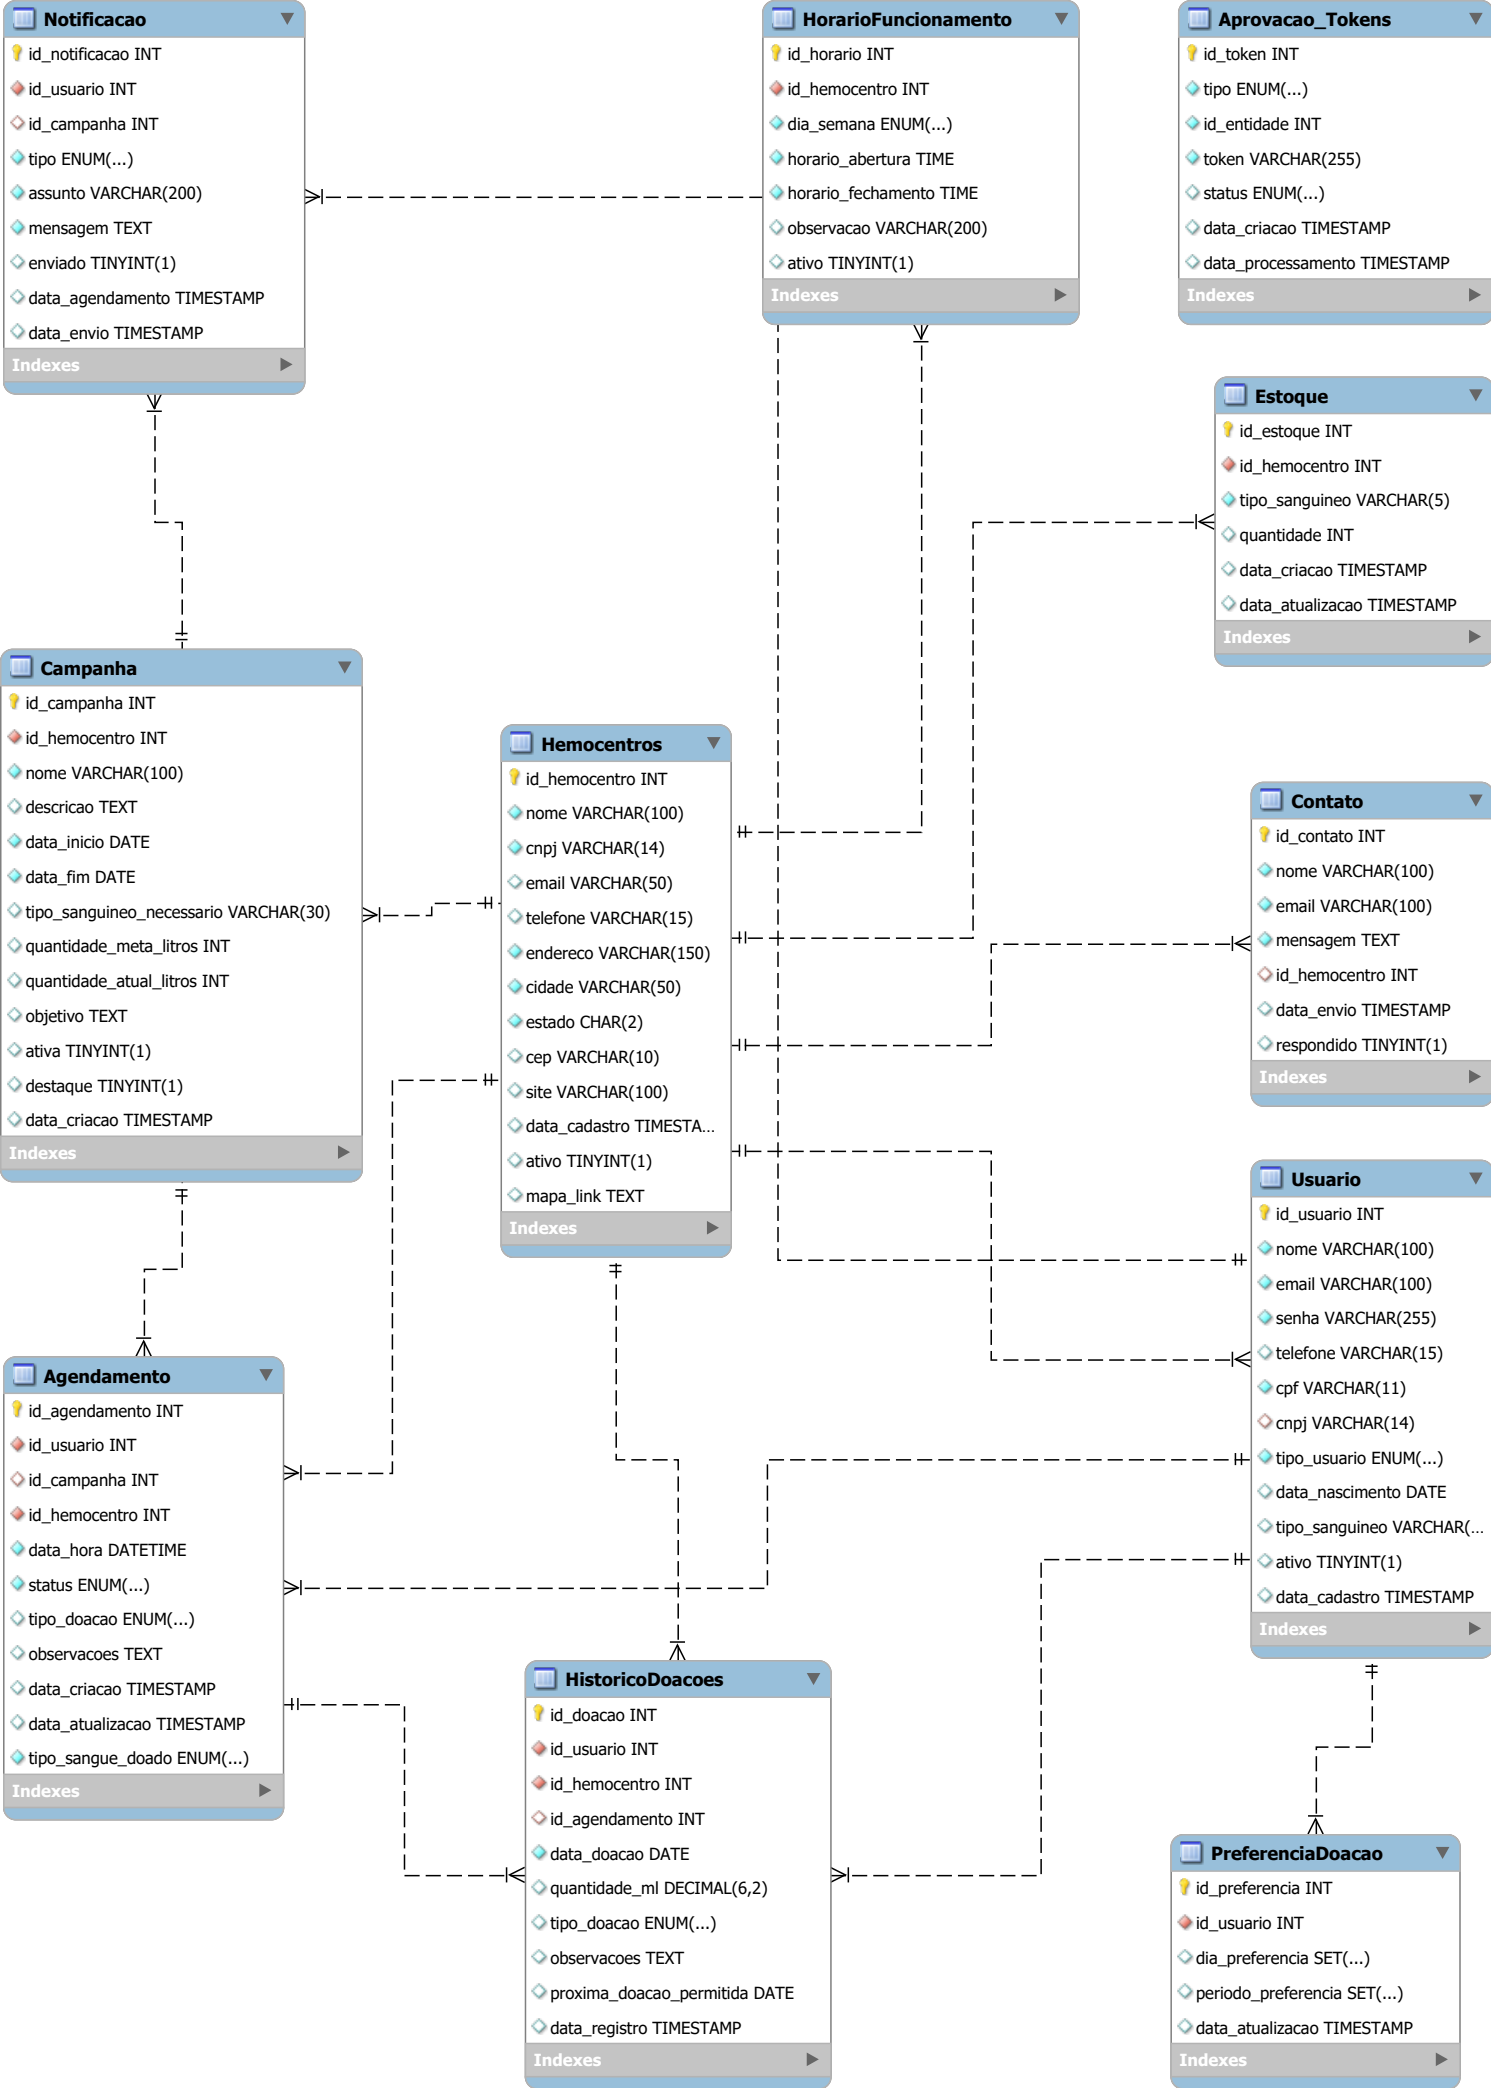 Notificacao
id_notificacao INT
id_usuario INT
id_campanha INT
tipo ENUM(...)
assunto VARCHAR(200)
mensagem TEXT
enviado TINYINT(1)
data_agendamento TIMESTAMP
data_envio TIMESTAMP
Indexes
HorarioFuncionamento
id_horario INT
id_hemocentro INT
dia_semana ENUM(...)
horario_abertura TIME
horario_fechamento TIME
observacao VARCHAR(200)
ativo TINYINT(1)
Indexes
Aprovacao_Tokens
id_token INT
tipo ENUM(...)
id_entidade INT
token VARCHAR(255)
status ENUM(...)
data_criacao TIMESTAMP
data_processamento TIMESTAMP
Indexes
Estoque
id_estoque INT
id_hemocentro INT
tipo_sanguineo VARCHAR(5)
quantidade INT
data_criacao TIMESTAMP
data_atualizacao TIMESTAMP
Indexes
Campanha
id_campanha INT
id_hemocentro INT
nome VARCHAR(100)
descricao TEXT
data_inicio DATE
data_fim DATE
tipo_sanguineo_necessario VARCHAR(30)
quantidade_meta_litros INT
quantidade_atual_litros INT
objetivo TEXT
ativa TINYINT(1)
destaque TINYINT(1)
data_criacao TIMESTAMP
Indexes
Hemocentros
id_hemocentro INT
nome VARCHAR(100)
cnpj VARCHAR(14)
email VARCHAR(50)
telefone VARCHAR(15)
endereco VARCHAR(150)
cidade VARCHAR(50)
estado CHAR(2)
cep VARCHAR(10)
site VARCHAR(100)
data_cadastro TIMESTA...
ativo TINYINT(1)
mapa_link TEXT
Indexes
Contato
id_contato INT
nome VARCHAR(100)
email VARCHAR(100)
mensagem TEXT
id_hemocentro INT
data_envio TIMESTAMP
respondido TINYINT(1)
Indexes
Usuario
id_usuario INT
nome VARCHAR(100)
email VARCHAR(100)
senha VARCHAR(255)
telefone VARCHAR(15)
cpf VARCHAR(11)
cnpj VARCHAR(14)
tipo_usuario ENUM(...)
data_nascimento DATE
tipo_sanguineo VARCHAR(...
ativo TINYINT(1)
data_cadastro TIMESTAMP
Indexes
Agendamento
id_agendamento INT
id_usuario INT
id_campanha INT
id_hemocentro INT
data_hora DATETIME
status ENUM(...)
tipo_doacao ENUM(...)
observacoes TEXT
data_criacao TIMESTAMP
data_atualizacao TIMESTAMP
tipo_sangue_doado ENUM(...)
Indexes
HistoricoDoacoes
id_doacao INT
id_usuario INT
id_hemocentro INT
id_agendamento INT
data_doacao DATE
quantidade_ml DECIMAL(6,2)
tipo_doacao ENUM(...)
observacoes TEXT
proxima_doacao_permitida DATE
data_registro TIMESTAMP
Indexes
PreferenciaDoacao
id_preferencia INT
id_usuario INT
dia_preferencia SET(...)
periodo_preferencia SET(...)
data_atualizacao TIMESTAMP
Indexes